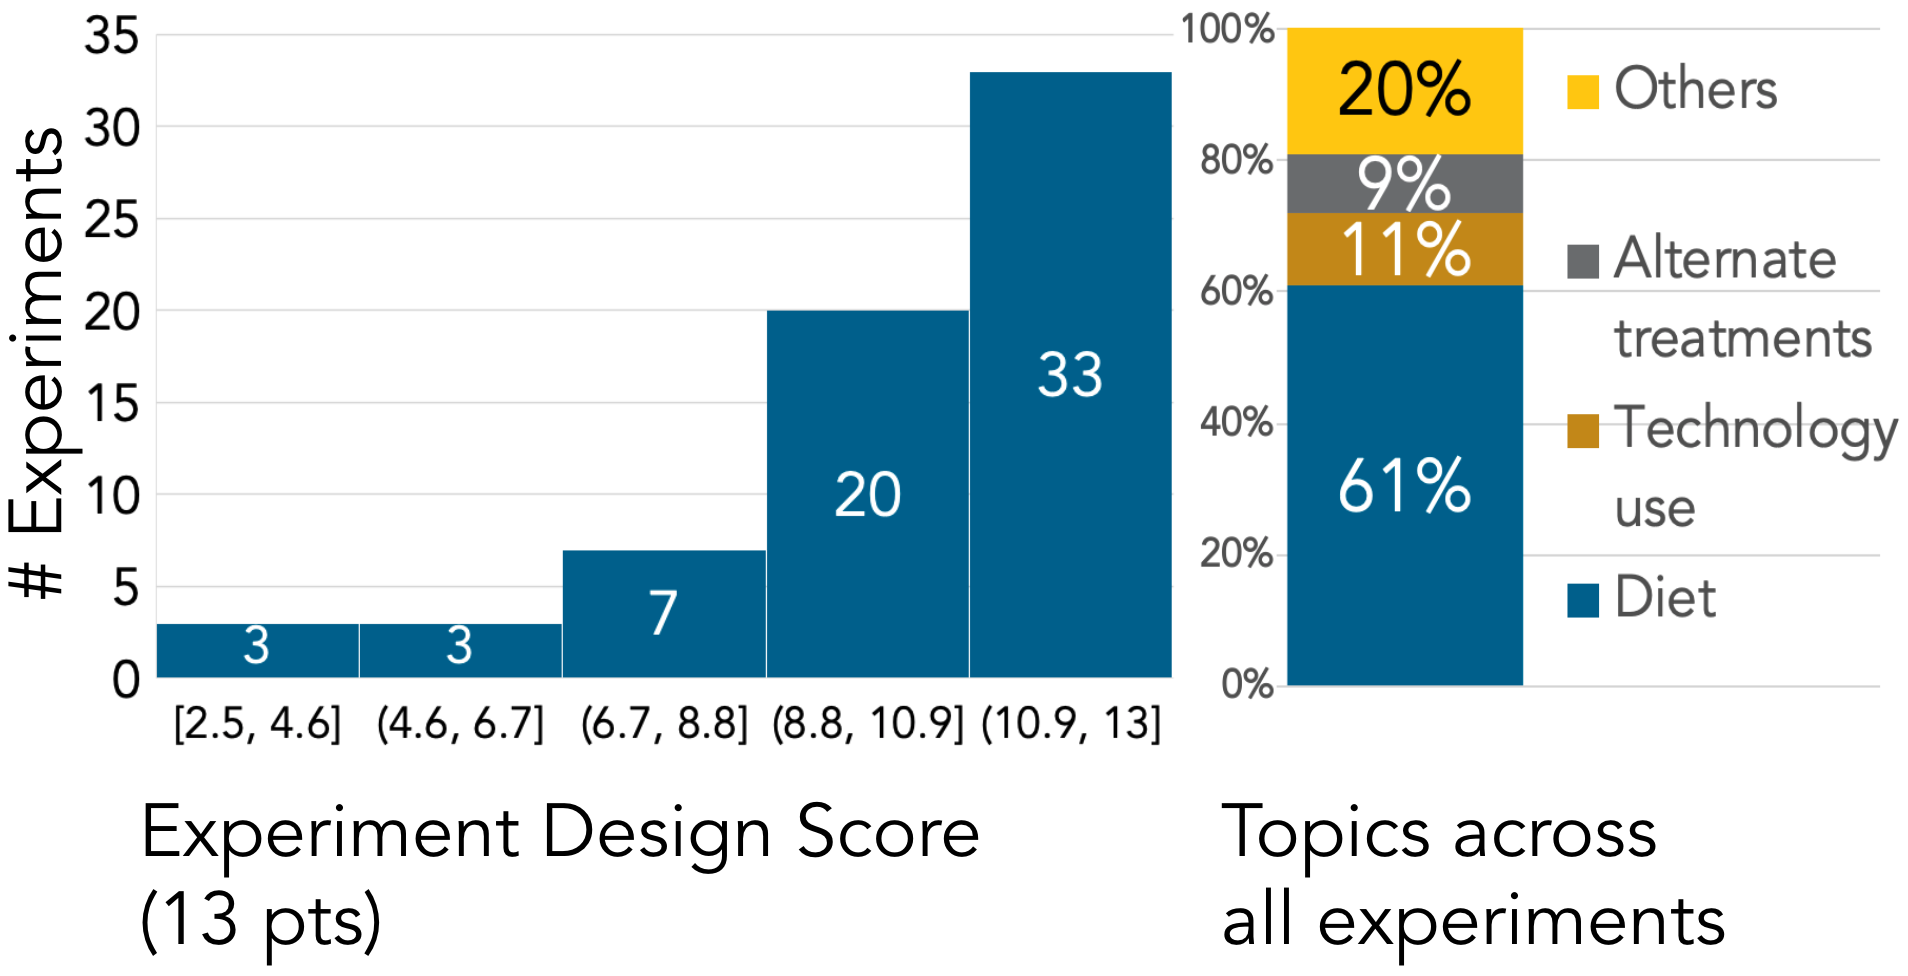 # Experiments
35
30
25
20
15
10
5
0
3
3
7
20
33
[2.5, 4.6]
(4.6, 6.7]
(6.7, 8.8]
(8.8, 10.9]
(10.9, 13]
Experiment Design Score
(13 pts)
100%
80%
60%
40%
20%
0%
20%
9%
11%
61%
Others
Alternate
treatments
Technology
use
Diet
Topics across
all experiments